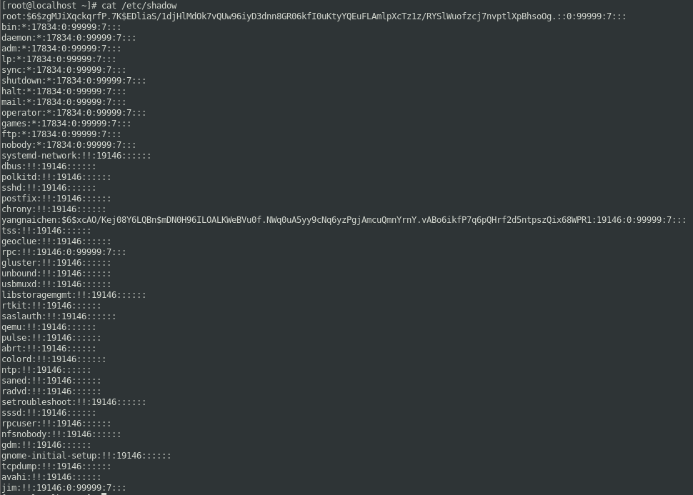 [root@localhost ~]# cat /etc/shadow
root:$6$zgMJiXqckqrfP.7K$EDliaS/1djHlMdOk7vQUw96iyD3dnn8GR06kfI0uKtyYQEuFLAmlpXcTz1z/RYSlWuofzcj7nvptlXpBhsoOg.::0:99999:7:::
bin:*:17834:0:99999:7:::
daemon:*:17834:0:99999:7:::
adm:*:17834:0:99999:7:::
lp:*:17834:0:99999:7:::
sync:*:17834:0:99999:7:::
shutdown:*:17834:0:99999:7:::
halt:*:17834:0:99999:7:::
mail:*:17834:0:99999:7:::
operator:*:17834:0:99999:7:::
games:*:17834:0:99999:7:::
ftp:*:17834:0:99999:7:::
nobody:*:17834:0:99999:7:::
systemd-network:!!:19146::::::
dbus:!!:19146::::::
polkitd:!!:19146::::::
sshd:!!:19146::::::
postfix:!!:19146::::::
chrony:!!:19146::::::
yangnaichen:$6$xcAO/Kej08Y6LQBn$mDN0H96ILOALKWeBVu0f.NWq0uA5yy9cNq6yzPgjAmcuQmnYrnY.vABo6ikfP7q6pQHrf2d5ntpszQix68WPR1:19146:0:99999:7:::
tss:!!:19146::::::
geoclue:!!:19146::::::
rpc:!!:19146:0:99999:7:::
gluster:!!:19146::::::
unbound:!!:19146::::::
usbmuxd:!!:19146::::::
libstoragemgmt:!!:19146::::::
rtkit:!!:19146::::::
saslauth:!!:19146::::::
qemu:!!:19146::::::
pulse:!!:19146::::::
abrt:!!:19146::::::
colord:!!:19146::::::
ntp:!!:19146::::::
saned:!!:19146::::::
radvd:!!:19146::::::
setroubleshoot:!!:19146::::::
sssd:!!:19146::::::
rpcuser:!!:19146::::::
nfsnobody:!!:19146::::::
gdm:!!:19146::::::
gnome-initial-setup:!!:19146::::::
tcpdump:!!:19146::::::
avahi:!!:19146::::::
jim:!!:19146:0:99999:7:::